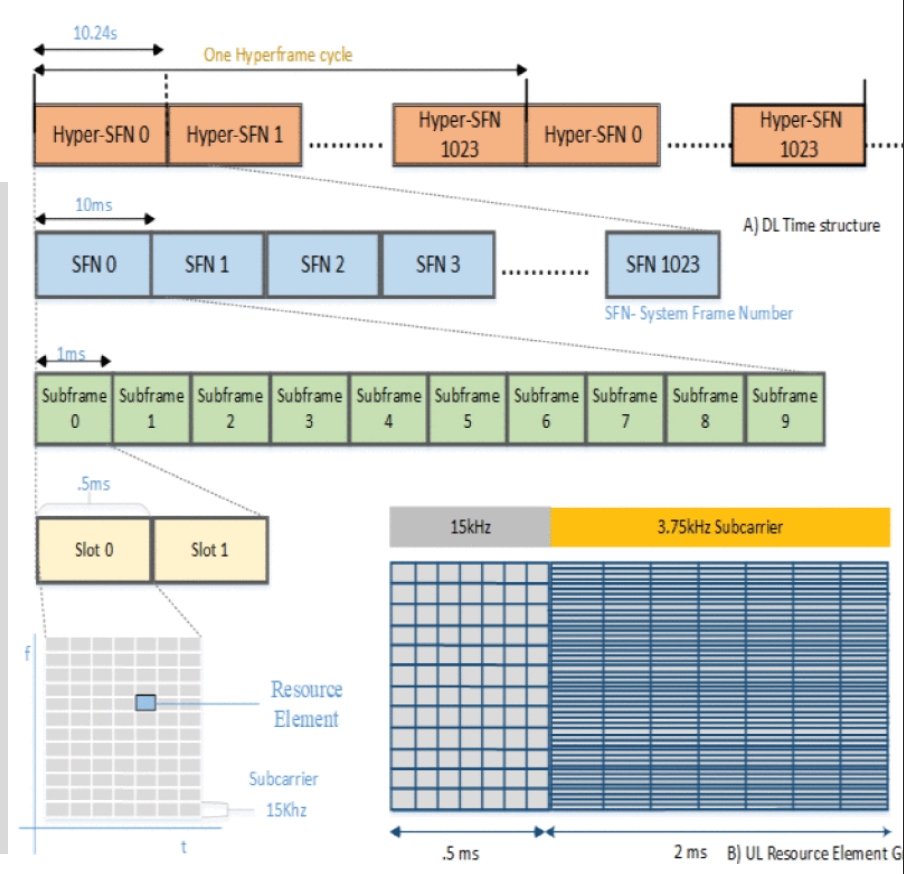 10.24s
One Hyperframe cycle
Hyper-SFN 0
Hyper-SFN 1
Hyper-SFN
1023
Hyper-SFN 0
Hyper-SFN
1023
A) DL Time structure
10ms
SFN 0
SFN 1
SFN 2
SFN 3
SFN 1023
SFN- System Frame Number
1ms
Subframe
0
Subframe
1
Subframe
2
Subframe
3
Subframe
4
Subframe
5
Subframe
6
Subframe
7
Subframe
8
Subframe
9
.5ms
Slot 0
Slot 1
15kHz
3.75kHz Subcarrier
f
Resource
Element
Subcarrier
15Khz
t
.5 ms
2 ms
B) UL Resource Element G